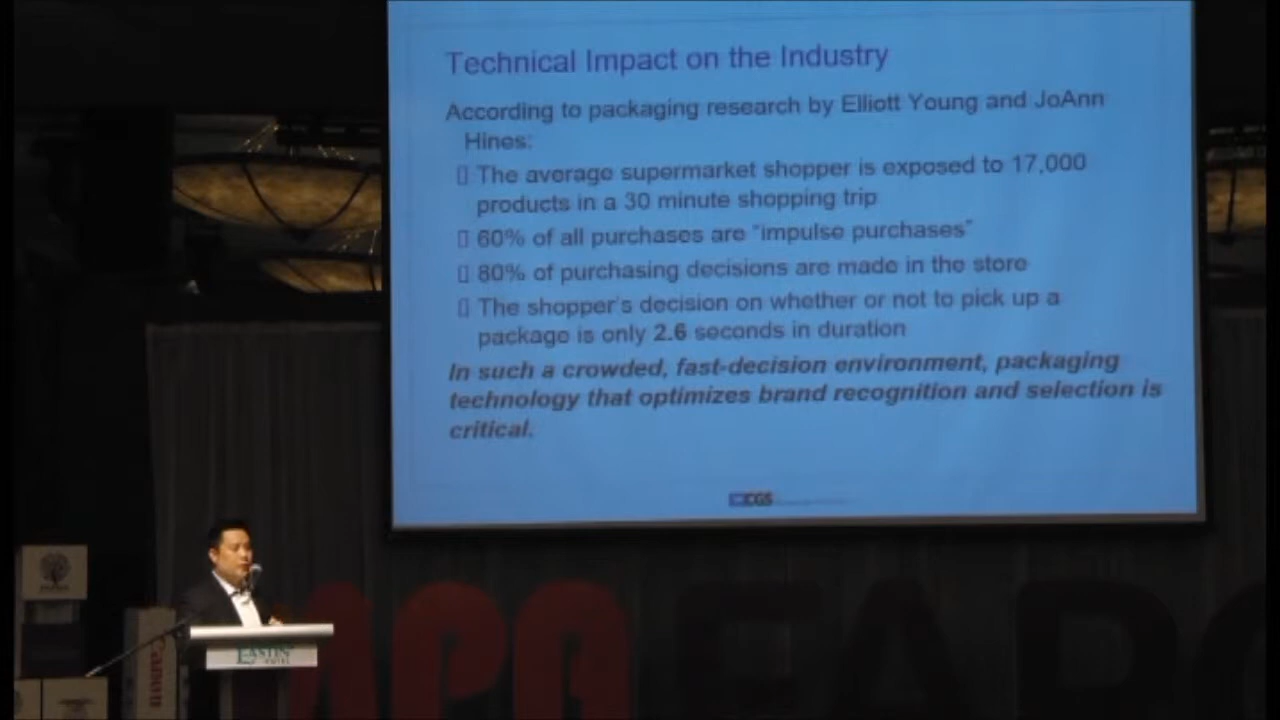 Technical Impact on the Industry
According to packaging research by Elliott Young and JoAnn
Hines:
The average supermarket shopper is exposed to 17,000
products in a 30 minute shopping trip
60% of all purchases are "impulse purchases"
80% of purchasing decisions are made in the store
The shopper's decision on whether or not to pick up a
package is only 2.6 seconds in duration
In such a crowded, fast-decision environment, packaging
technology that optimizes brand recognition and selection is
critical.
CGS
EASTIN
HOTEL
Canon